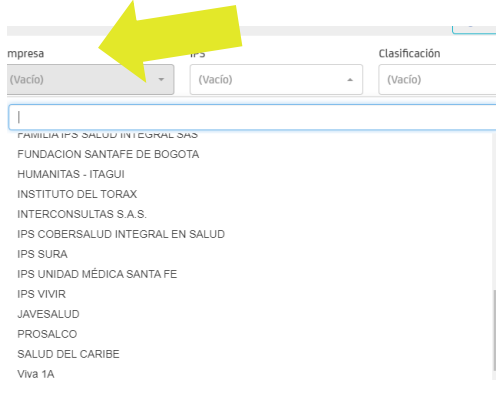 mpresa IPS Clasificación
(Vacío) (Vacío) (Vacío)
FAMILIA IPS SALUD INTEGRAL SAS
FUNDACION SANTAFE DE BOGOTA
HUMANITAS - ITAGUI
INSTITUTO DEL TORAX
INTERCONSULTAS S.A.S.
IPS COBERSALUD INTEGRAL EN SALUD
IPS SURA
IPS UNIDAD MÉDICA SANTA FE
IPS VIVIR
JAVESALUD
PROSALCO
SALUD DEL CARIBE
Viva 1A